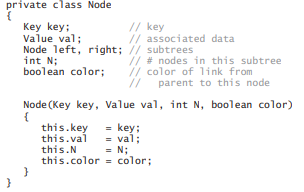 private class Node
{
Key key; // key
Value val; // associated data
Node left, right; // subtrees
int N; // # nodes in this subtree
boolean color; // color of link from
// parent to this node
Node(Key key, Value val, int N, boolean color)
{
this.key = key;
this.val = val;
this.N = N;
this.color = color;
}
}